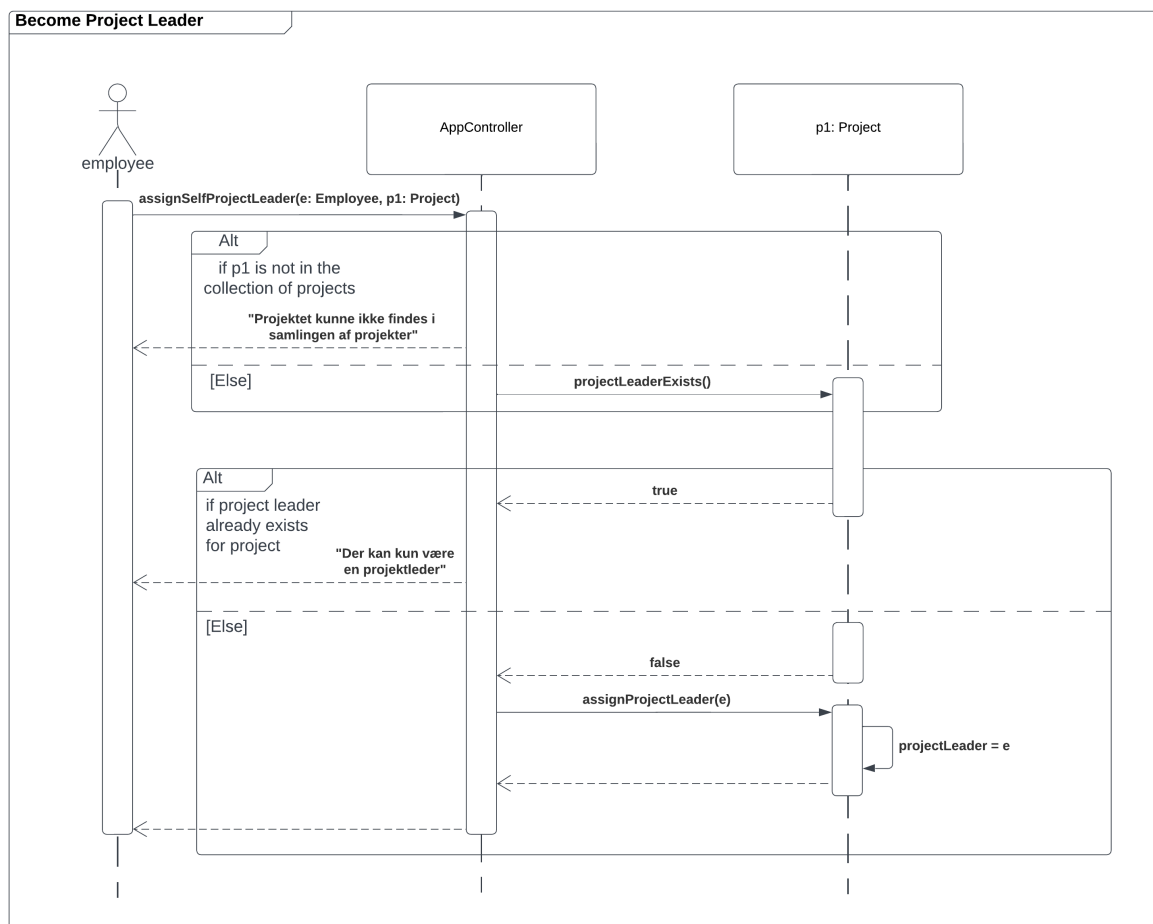 Become Project Leader
employee
AppController
p1: Project
assignSelfProjectLeader(e: Employee, p1: Project)
Alt
if p1 is not in the
collection of projects
"Projektet kunne ikke findes i
samlingen af projekter"
[Else]
projectLeaderExists()
Alt
if project leader
already exists
for project
true
"Der kan kun være
en projektleder"
[Else]
false
assignProjectLeader(e)
projectLeader = e